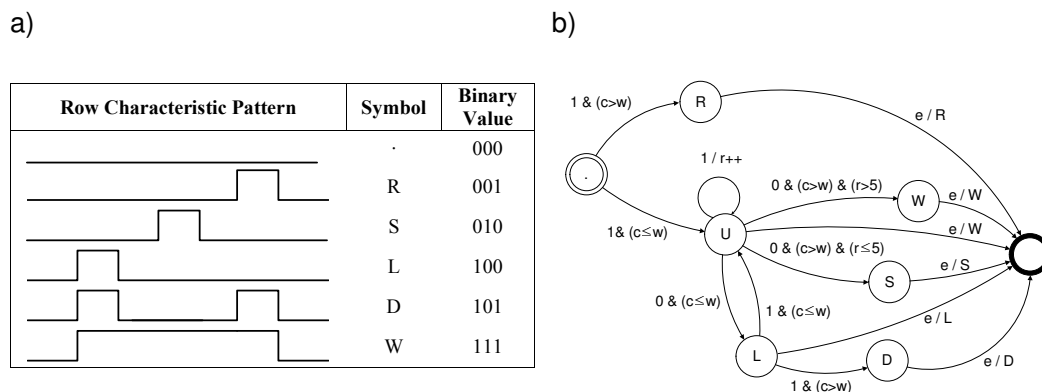 a)
Row Characteristic Pattern Symbol Binary Value
. 000
R 001
S 010
L 100
D 101
W 111
b)
1 & (c>w)
R
e / R
.
1 / r++
0 & (c>w) & (r>5)
W
e / W
1& (c≤w)
U
e / W
0 & (c>w) & (r≤5)
S
e / S
0 & (c≤w)
1 & (c≤w)
e / L
L
D
e / D
1 & (c>w)